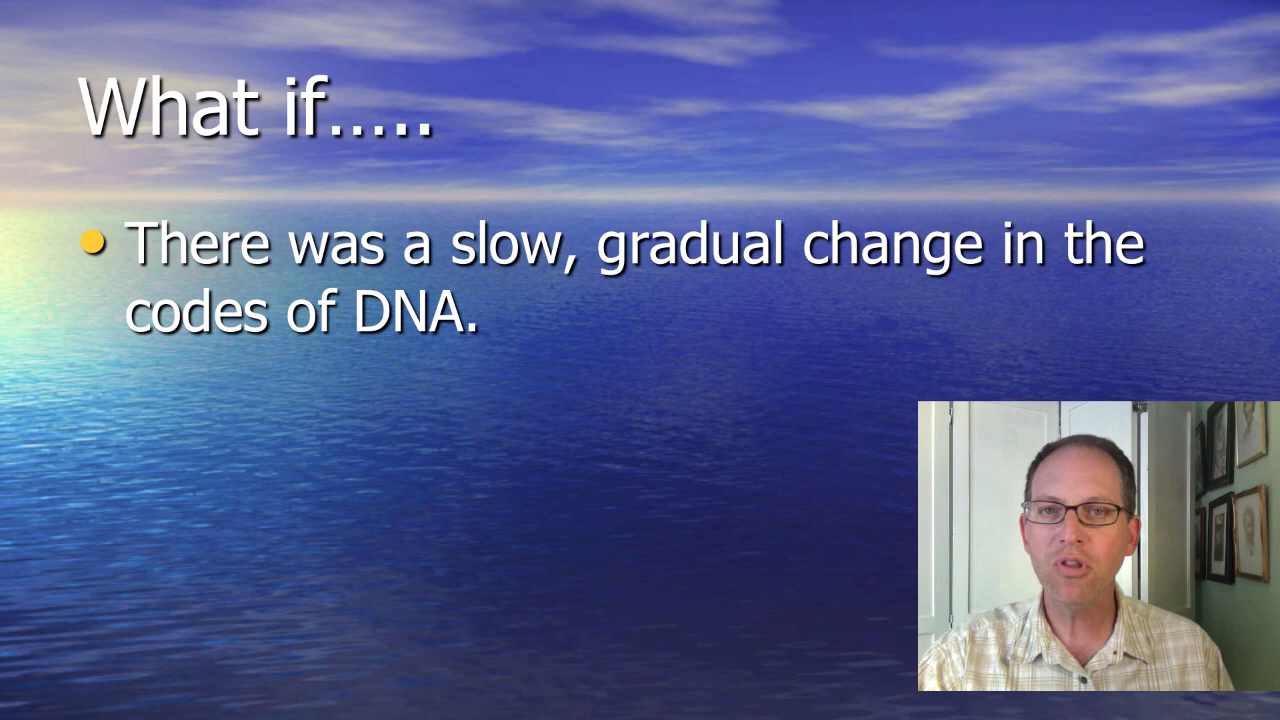 What if…..
• There was a slow, gradual change in the
codes of DNA.